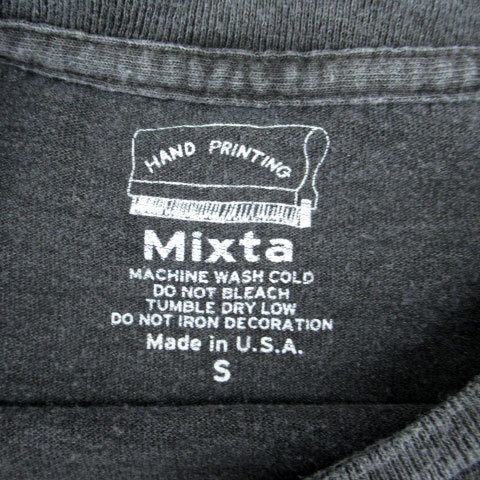 HAND PRINTING
Mixta
MACHINE WASH COLD
DO NOT BLEACH
TUMBLE DRY LOW
DO NOT IRON DECORATION
Made in U.S.A.
S